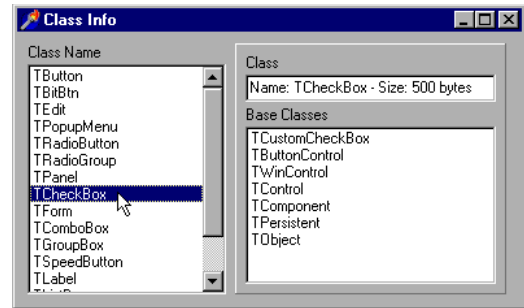 Class Info
Class Name
TButton
TBitBtn
TEdit
TPopupMenu
TRadioButton
TRadioGroup
TPanel
TCheckBox
TForm
TComboBox
TGroupBox
TSpeedButton
TLabel
Class
Name: TCheckBox - Size: 500 bytes
Base Classes
TCustomCheckBox
TButtonControl
TWinControl
TControl
TComponent
TPersistent
TObject